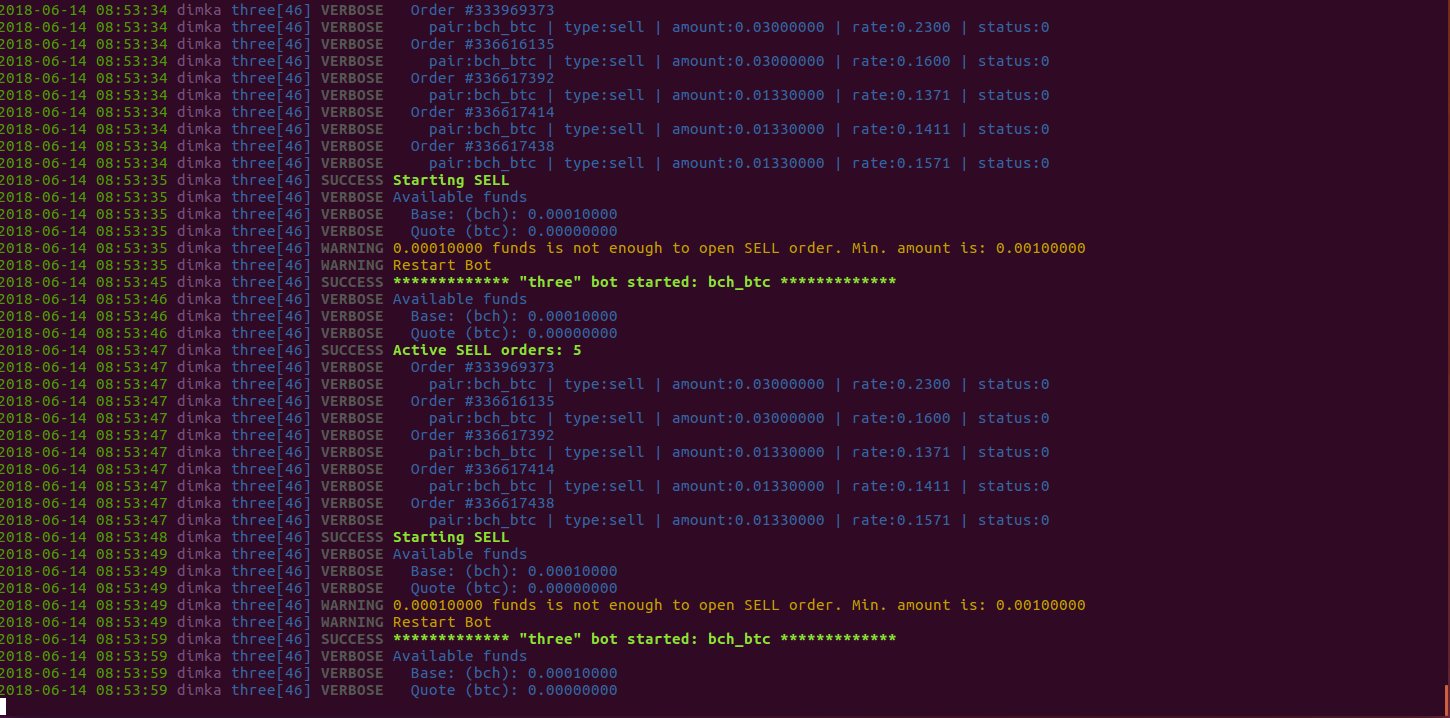 2018-06-14 08:53:34 dimka three[46] VERBOSE   Order #333969373
2018-06-14 08:53:34 dimka three[46] VERBOSE     pair:bch_btc | type:sell | amount:0.03000000 | rate:0.2300 | status:0
2018-06-14 08:53:34 dimka three[46] VERBOSE   Order #336616135
2018-06-14 08:53:34 dimka three[46] VERBOSE     pair:bch_btc | type:sell | amount:0.03000000 | rate:0.1600 | status:0
2018-06-14 08:53:34 dimka three[46] VERBOSE   Order #336617392
2018-06-14 08:53:34 dimka three[46] VERBOSE     pair:bch_btc | type:sell | amount:0.01330000 | rate:0.1371 | status:0
2018-06-14 08:53:34 dimka three[46] VERBOSE   Order #336617414
2018-06-14 08:53:34 dimka three[46] VERBOSE     pair:bch_btc | type:sell | amount:0.01330000 | rate:0.1411 | status:0
2018-06-14 08:53:34 dimka three[46] VERBOSE   Order #336617438
2018-06-14 08:53:34 dimka three[46] VERBOSE     pair:bch_btc | type:sell | amount:0.01330000 | rate:0.1571 | status:0
2018-06-14 08:53:35 dimka three[46] SUCCESS Starting SELL
2018-06-14 08:53:35 dimka three[46] VERBOSE Available funds
2018-06-14 08:53:35 dimka three[46] VERBOSE   Base: (bch): 0.00010000
2018-06-14 08:53:35 dimka three[46] VERBOSE   Quote (btc): 0.00000000
2018-06-14 08:53:35 dimka three[46] WARNING 0.00010000 funds is not enough to open SELL order. Min. amount is: 0.00100000
2018-06-14 08:53:35 dimka three[46] WARNING Restart Bot
2018-06-14 08:53:45 dimka three[46] SUCCESS ************* "three" bot started: bch_btc *************
2018-06-14 08:53:46 dimka three[46] VERBOSE Available funds
2018-06-14 08:53:46 dimka three[46] VERBOSE   Base: (bch): 0.00010000
2018-06-14 08:53:46 dimka three[46] VERBOSE   Quote (btc): 0.00000000
2018-06-14 08:53:47 dimka three[46] SUCCESS Active SELL orders: 5
2018-06-14 08:53:47 dimka three[46] VERBOSE   Order #333969373
2018-06-14 08:53:47 dimka three[46] VERBOSE     pair:bch_btc | type:sell | amount:0.03000000 | rate:0.2300 | status:0
2018-06-14 08:53:47 dimka three[46] VERBOSE   Order #336616135
2018-06-14 08:53:47 dimka three[46] VERBOSE     pair:bch_btc | type:sell | amount:0.03000000 | rate:0.1600 | status:0
2018-06-14 08:53:47 dimka three[46] VERBOSE   Order #336617392
2018-06-14 08:53:47 dimka three[46] VERBOSE     pair:bch_btc | type:sell | amount:0.01330000 | rate:0.1371 | status:0
2018-06-14 08:53:47 dimka three[46] VERBOSE   Order #336617414
2018-06-14 08:53:47 dimka three[46] VERBOSE     pair:bch_btc | type:sell | amount:0.01330000 | rate:0.1411 | status:0
2018-06-14 08:53:47 dimka three[46] VERBOSE   Order #336617438
2018-06-14 08:53:47 dimka three[46] VERBOSE     pair:bch_btc | type:sell | amount:0.01330000 | rate:0.1571 | status:0
2018-06-14 08:53:48 dimka three[46] SUCCESS Starting SELL
2018-06-14 08:53:49 dimka three[46] VERBOSE Available funds
2018-06-14 08:53:49 dimka three[46] VERBOSE   Base: (bch): 0.00010000
2018-06-14 08:53:49 dimka three[46] VERBOSE   Quote (btc): 0.00000000
2018-06-14 08:53:49 dimka three[46] WARNING 0.00010000 funds is not enough to open SELL order. Min. amount is: 0.00100000
2018-06-14 08:53:49 dimka three[46] WARNING Restart Bot
2018-06-14 08:53:59 dimka three[46] SUCCESS ************* "three" bot started: bch_btc *************
2018-06-14 08:53:59 dimka three[46] VERBOSE Available funds
2018-06-14 08:53:59 dimka three[46] VERBOSE   Base: (bch): 0.00010000
2018-06-14 08:53:59 dimka three[46] VERBOSE   Quote (btc): 0.00000000